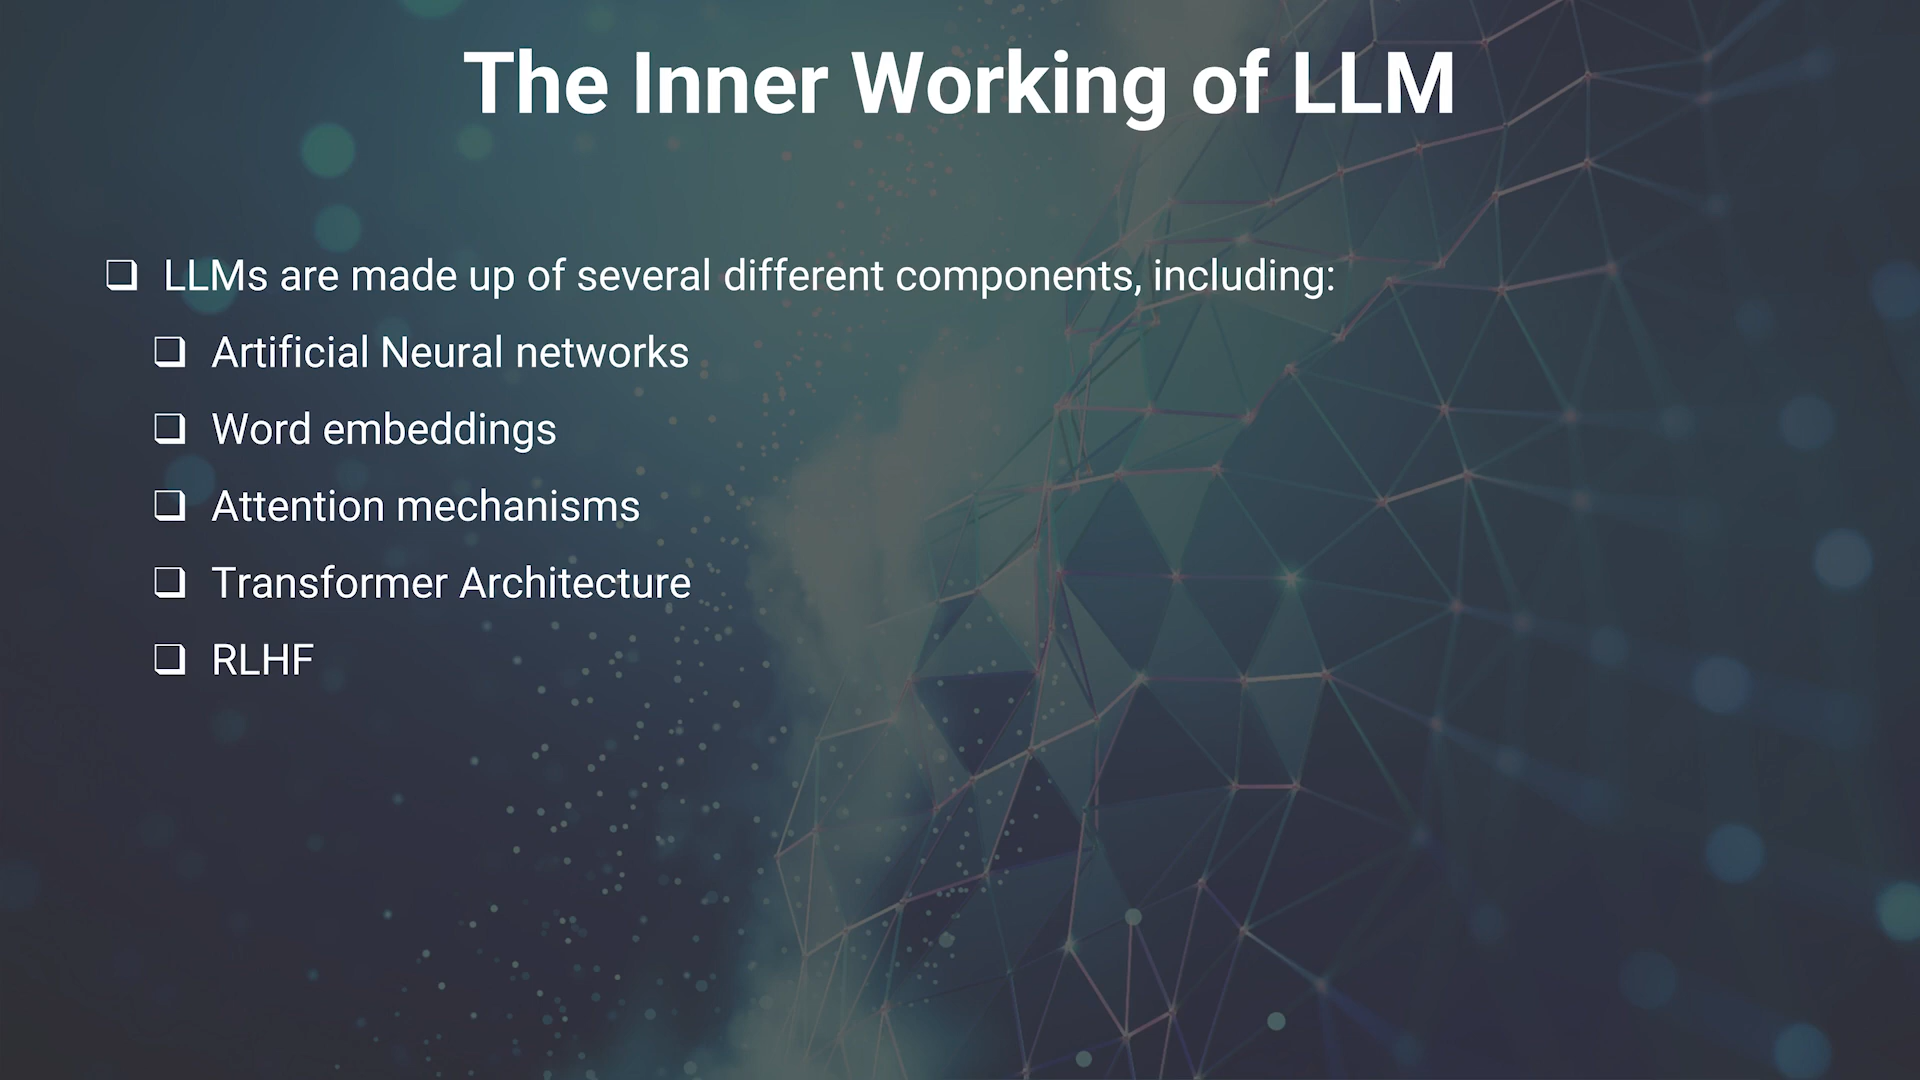 The Inner Working of LLM
❑ LLMs are made up of several different components, including:
❑ Artificial Neural networks
❑ Word embeddings
❑ Attention mechanisms
❑ Transformer Architecture
❑ RLHF